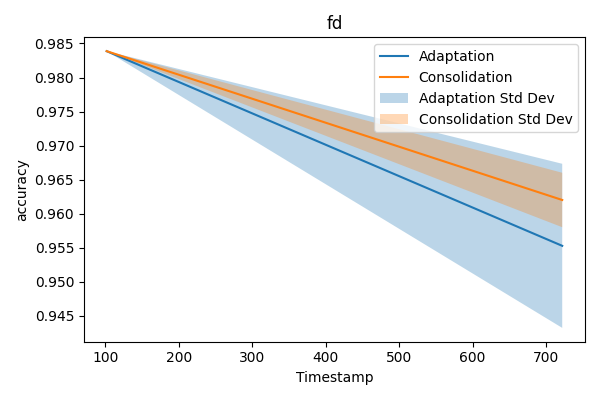 fd
0.985
0.980
0.975
0.970
0.965
0.960
0.955
0.950
0.945
accuracy
Adaptation
Consolidation
Adaptation Std Dev
Consolidation Std Dev
100 200 300 400 500 600 700
Timestamp